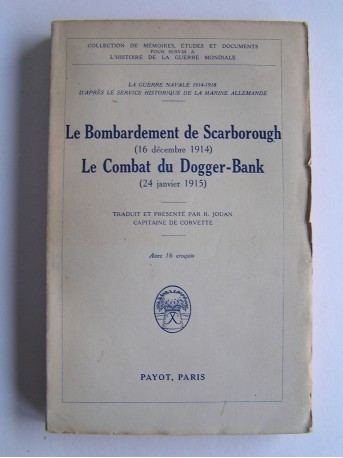 COLLECTION DE MÉMOIRES, ÉTUDES ET DOCUMENTS
POUR SERVIR A
L'HISTOIRE DE LA GUERRE MONDIALE
LA GUERRE NAVALE 1914-1918
D'APRÈS LE SERVICE HISTORIQUE DE LA MARINE ALLEMANDE
Le Bombardement de Scarborough
(16 décembre 1914)
Le Combat du Dogger-Bank
(24 janvier 1915)
TRADUIT ET PRÉSENTÉ PAR R. JOUAN
CAPITAINE DE CORVETTE
Avec 16 croquis
PAYOT, PARIS